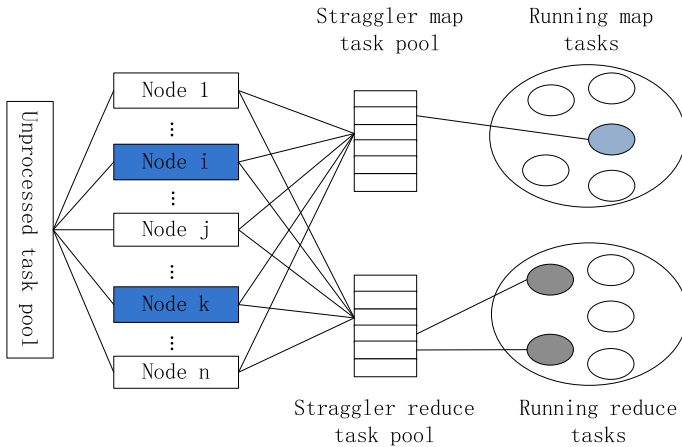 Straggler map
task pool
Running map
tasks
Unprocessed task pool
Node 1
...
Node i
...
Node j
...
Node k
...
Node n
Straggler reduce
task pool
Running reduce
tasks